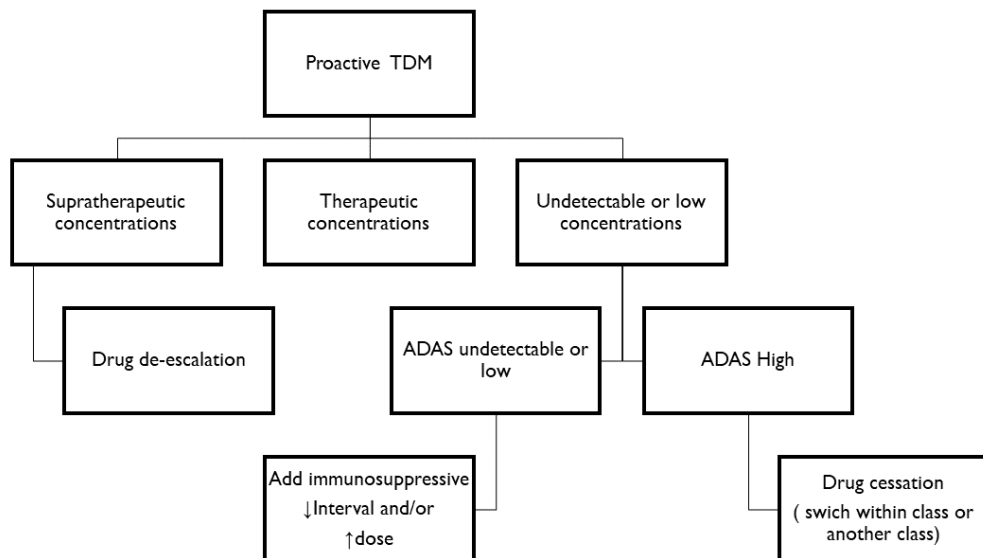 Proactive TDM
Supratherapeutic
concentrations
Therapeutic
concentrations
Undetectable or low
concentrations
Drug de-escalation
ADAS undetectable or
low
ADAS High
Add immunosuppressive
↓Interval and/or
↑dose
Drug cessation
( swich within class or
another class)